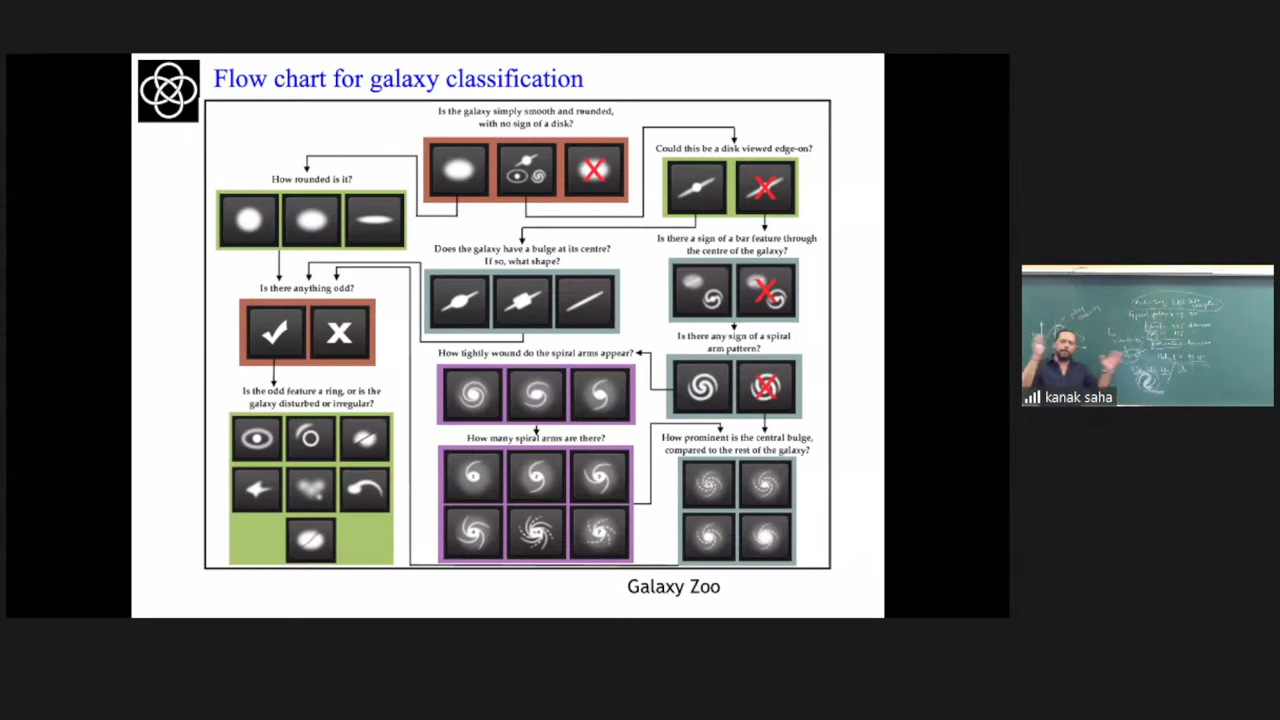 Flow chart for galaxy classification
Is the galaxy simply smooth and rounded,
with no sign of a disk?
Could this be a disk viewed edge-on?
How rounded is it?
Is there a sign of a bar feature through
the centre of the galaxy?
Does the galaxy have a bulge at its centre?
If so, what shape?
Is there anything odd?
Is there any sign of a spiral
arm pattern?
How tightly wound do the spiral arms appear?
Is the odd feature a ring, or is the
galaxy disturbed or irregular?
How many spiral arms are there?
How prominent is the central bulge,
compared to the rest of the galaxy?
Galaxy Zoo
kanak saha